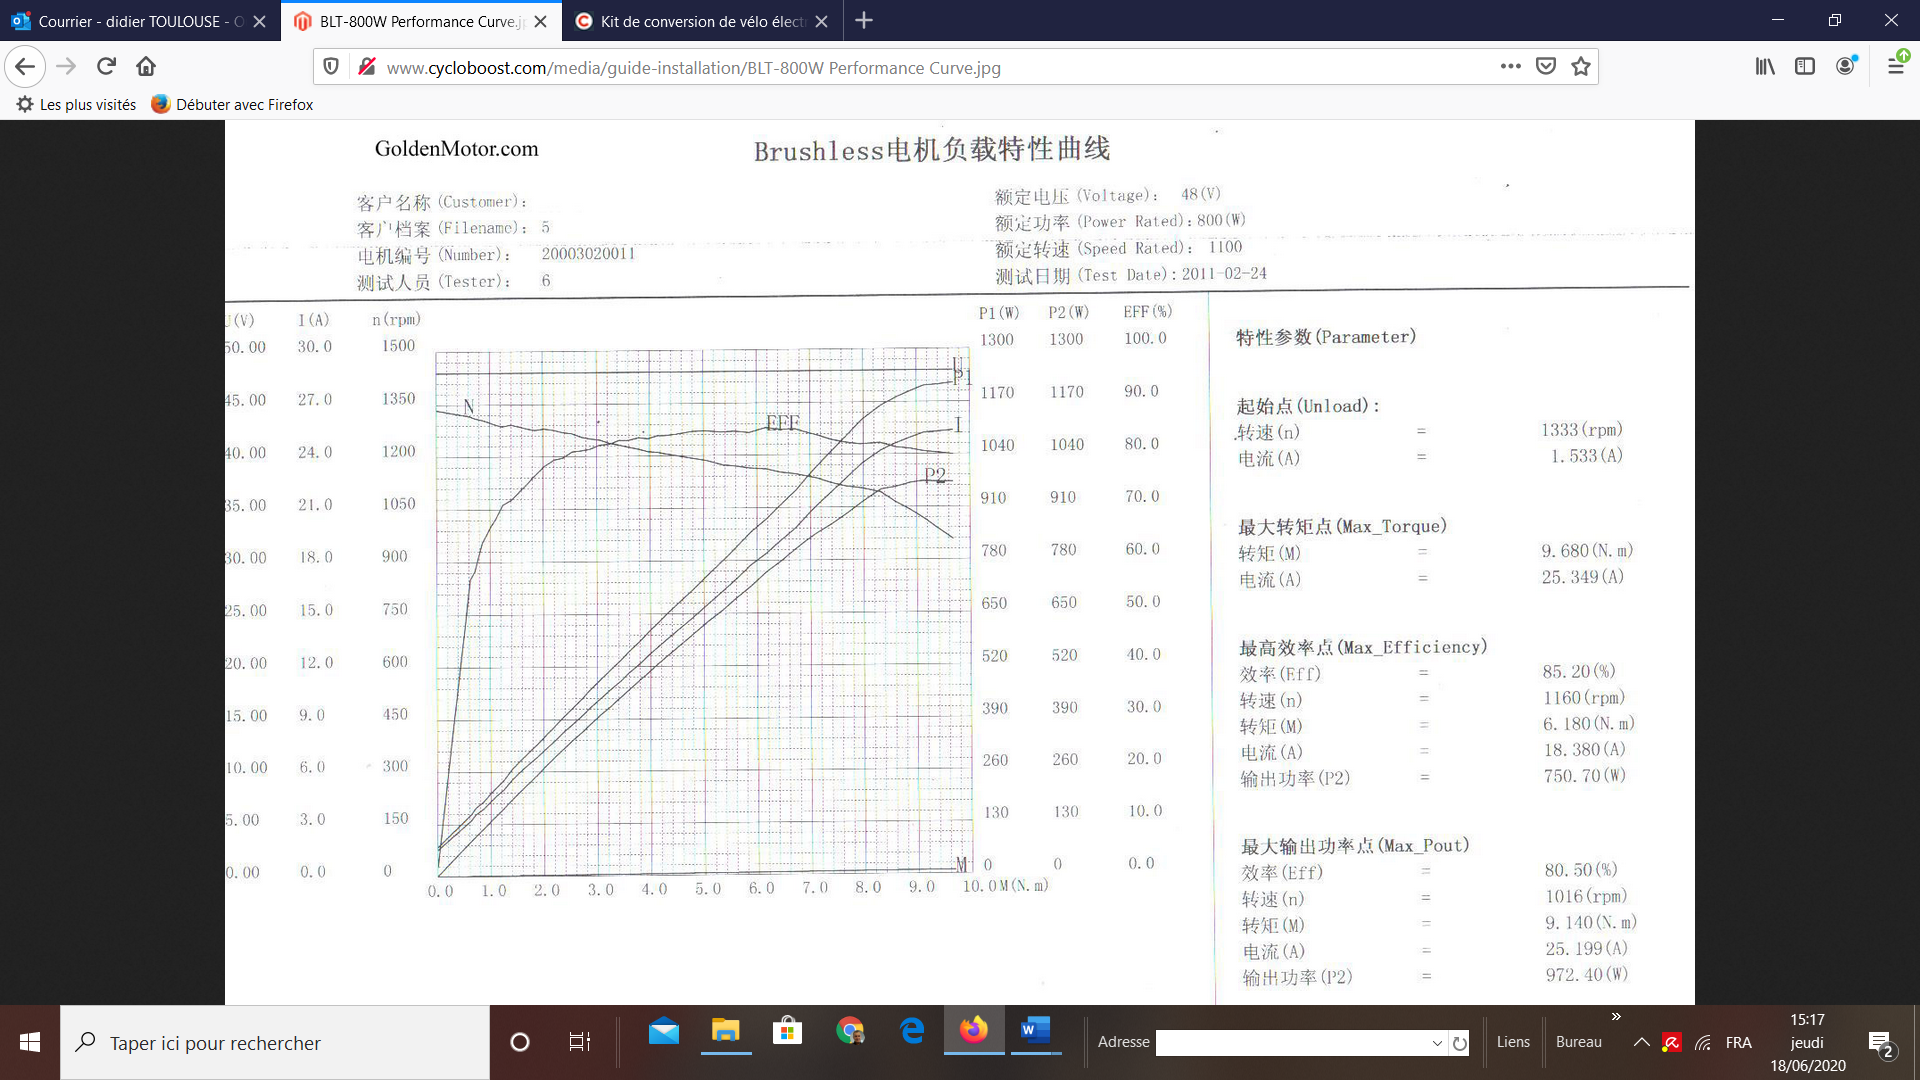 Courrier - didier TOULOUSE - O
BLT-800W Performance Curve.j
Kit de conversion de vélo élect
www.cycloboost.com/media/guide-installation/BLT-800W Performance Curve.jpg
Les plus visités
Débuter avec Firefox
GoldenMotor.com
Brushless电机负载特性曲线
客户名称(Customer):
客户档案(Filename): 5
电机编号(Number): 20003020011
测试人员(Tester): 6
额定电压(Voltage): 48(V)
额定功率(Power Rated):800(W)
额定转速(Speed Rated): 1100
测试日期(Test Date):2011-02-24
U(V) I(A) n(rpm)
50.00 30.0 1500
45.00 27.0 1350
40.00 24.0 1200
35.00 21.0 1050
30.00 18.0 900
25.00 15.0 750
20.00 12.0 600
15.00 9.0 450
10.00 6.0 300
5.00 3.0 150
0.00 0.0 0
N
EFF
U
P1
I
P2
M
0.0 1.0 2.0 3.0 4.0 5.0 6.0 7.0 8.0 9.0 10.0 M(N.m)
P1(W) P2(W) EFF(%)
1300 1300 100.0
1170 1170 90.0
1040 1040 80.0
910 910 70.0
780 780 60.0
650 650 50.0
520 520 40.0
390 390 30.0
260 260 20.0
130 130 10.0
0 0 0.0
特性参数(Parameter)
起始点(Unload):
转速(n) = 1333(rpm)
电流(A) = 1.533(A)
最大转矩点(Max_Torque)
转矩(M) = 9.680(N.m)
电流(A) = 25.349(A)
最高效率点(Max_Efficiency)
效率(Eff) = 85.20(%)
转速(n) = 1160(rpm)
转矩(M) = 6.180(N.m)
电流(A) = 18.380(A)
输出功率(P2) = 750.70(W)
最大输出功率点(Max_Pout)
效率(Eff) = 80.50(%)
转速(n) = 1016(rpm)
转矩(M) = 9.140(N.m)
电流(A) = 25.199(A)
输出功率(P2) = 972.40(W)
Taper ici pour rechercher
Adresse
Liens
Bureau
FRA
15:17
jeudi
18/06/2020
2